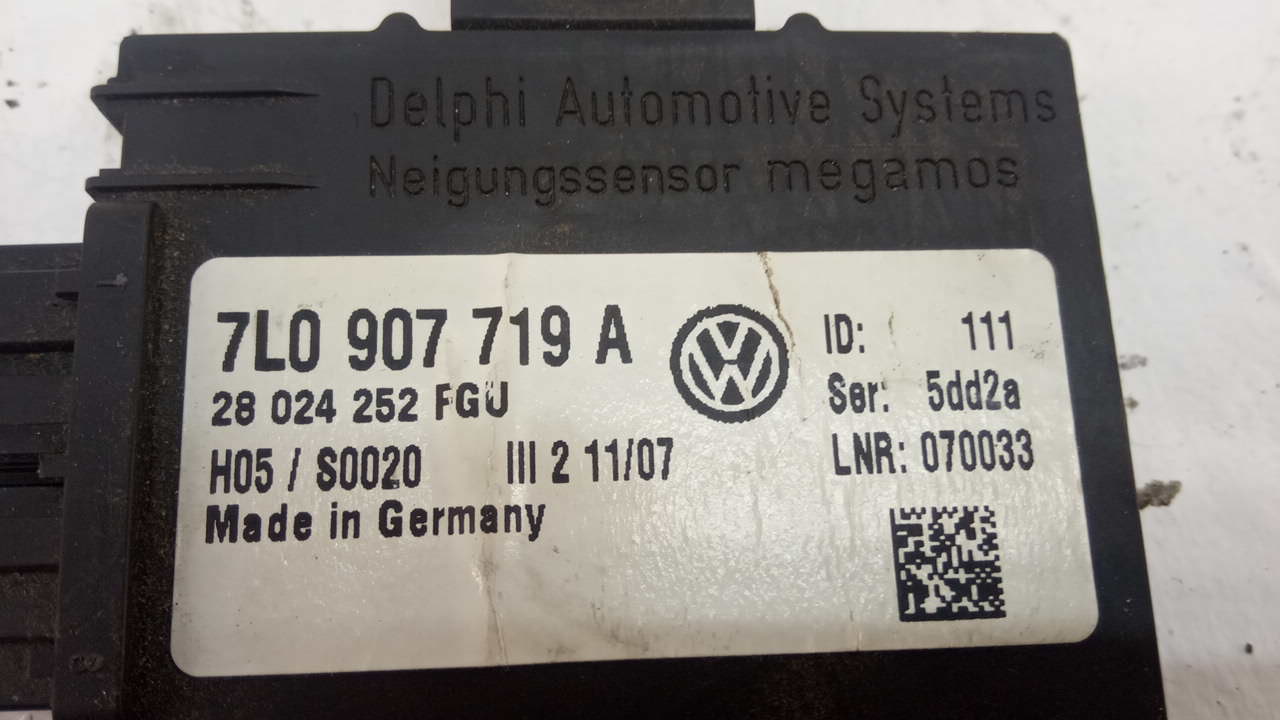 Delphi Automotive Systems
Neigungssensor megamos
7L0 907 719 A
28 024 252 FGÜ
H05 / S0020 III 2 11/07
Made in Germany
ID: 111
Ser: 5dd2a
LNR: 070033